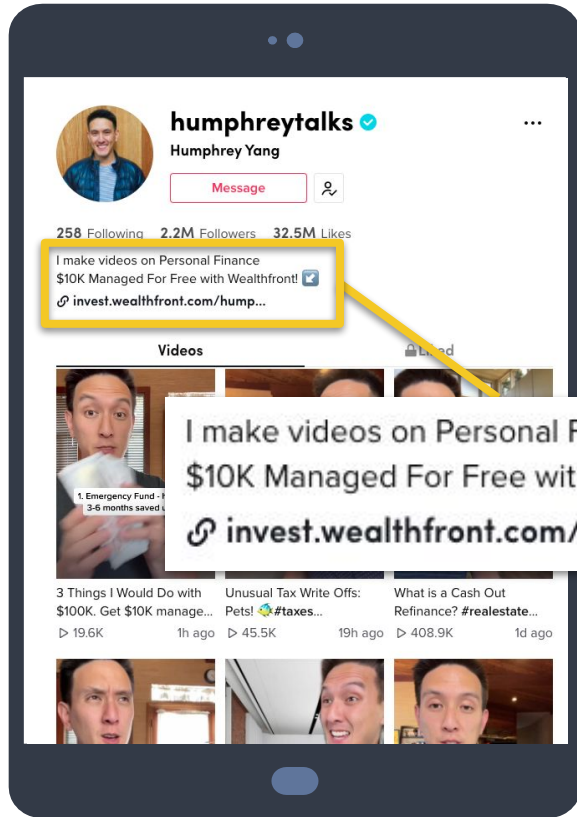 humphreytalks
Humphrey Yang
Message
258 Following 2.2M Followers 32.5M Likes
I make videos on Personal Finance
$10K Managed For Free with Wealthfront!
invest.wealthfront.com/hump...
Videos
Liked
I make videos on Personal F
$10K Managed For Free wit
invest.wealthfront.com/
1. Emergency Fund -
3-6 months saved
3 Things I Would Do with
$100K. Get $10K manage...
19.6K 1h ago
Unusual Tax Write Offs:
Pets! #taxes...
45.5K 19h ago
What is a Cash Out
Refinance? #realestate...
408.9K 1d ago